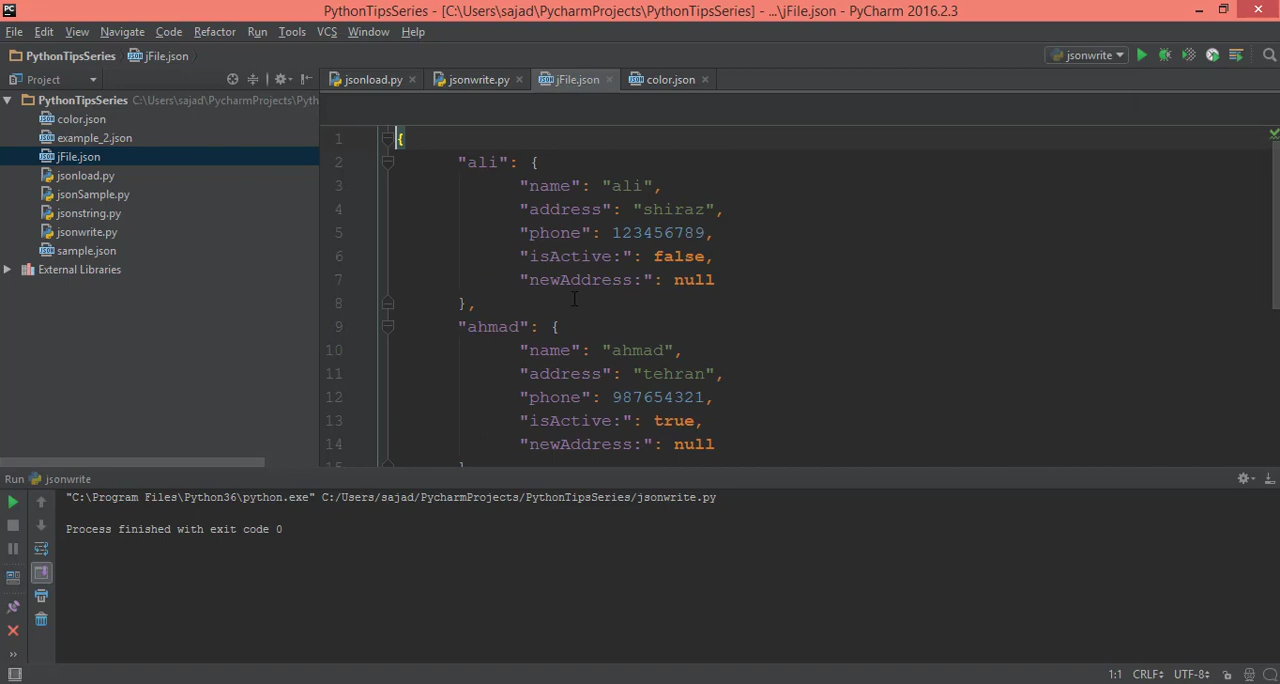 PC PythonTipsSeries - [C:\Users\sajad\PycharmProjects\PythonTipsSeries] - ...\jFile.json - PyCharm 2016.2.3
File Edit View Navigate Code Refactor Run Tools VCS Window Help
PythonTipsSeries jFile.json jsonwrite
Project jsonload.py jsonwrite.py jFile.json color.json
PythonTipsSeries C:\Users\sajad\PycharmProjects\Pyth
color.json
example_2.json
jFile.json
jsonload.py
jsonSample.py
jsonstring.py
jsonwrite.py
sample.json
External Libraries
1 {
2 "ali": {
3 "name": "ali",
4 "address": "shiraz",
5 "phone": 123456789,
6 "isActive:": false,
7 "newAddress:": null
8 },
9 "ahmad": {
10 "name": "ahmad",
11 "address": "tehran",
12 "phone": 987654321,
13 "isActive:": true,
14 "newAddress:": null
15 }
Run jsonwrite
"C:\Program Files\Python36\python.exe" C:/Users/sajad/PycharmProjects/PythonTipsSeries/jsonwrite.py
Process finished with exit code 0
1:1 CRLF UTF-8